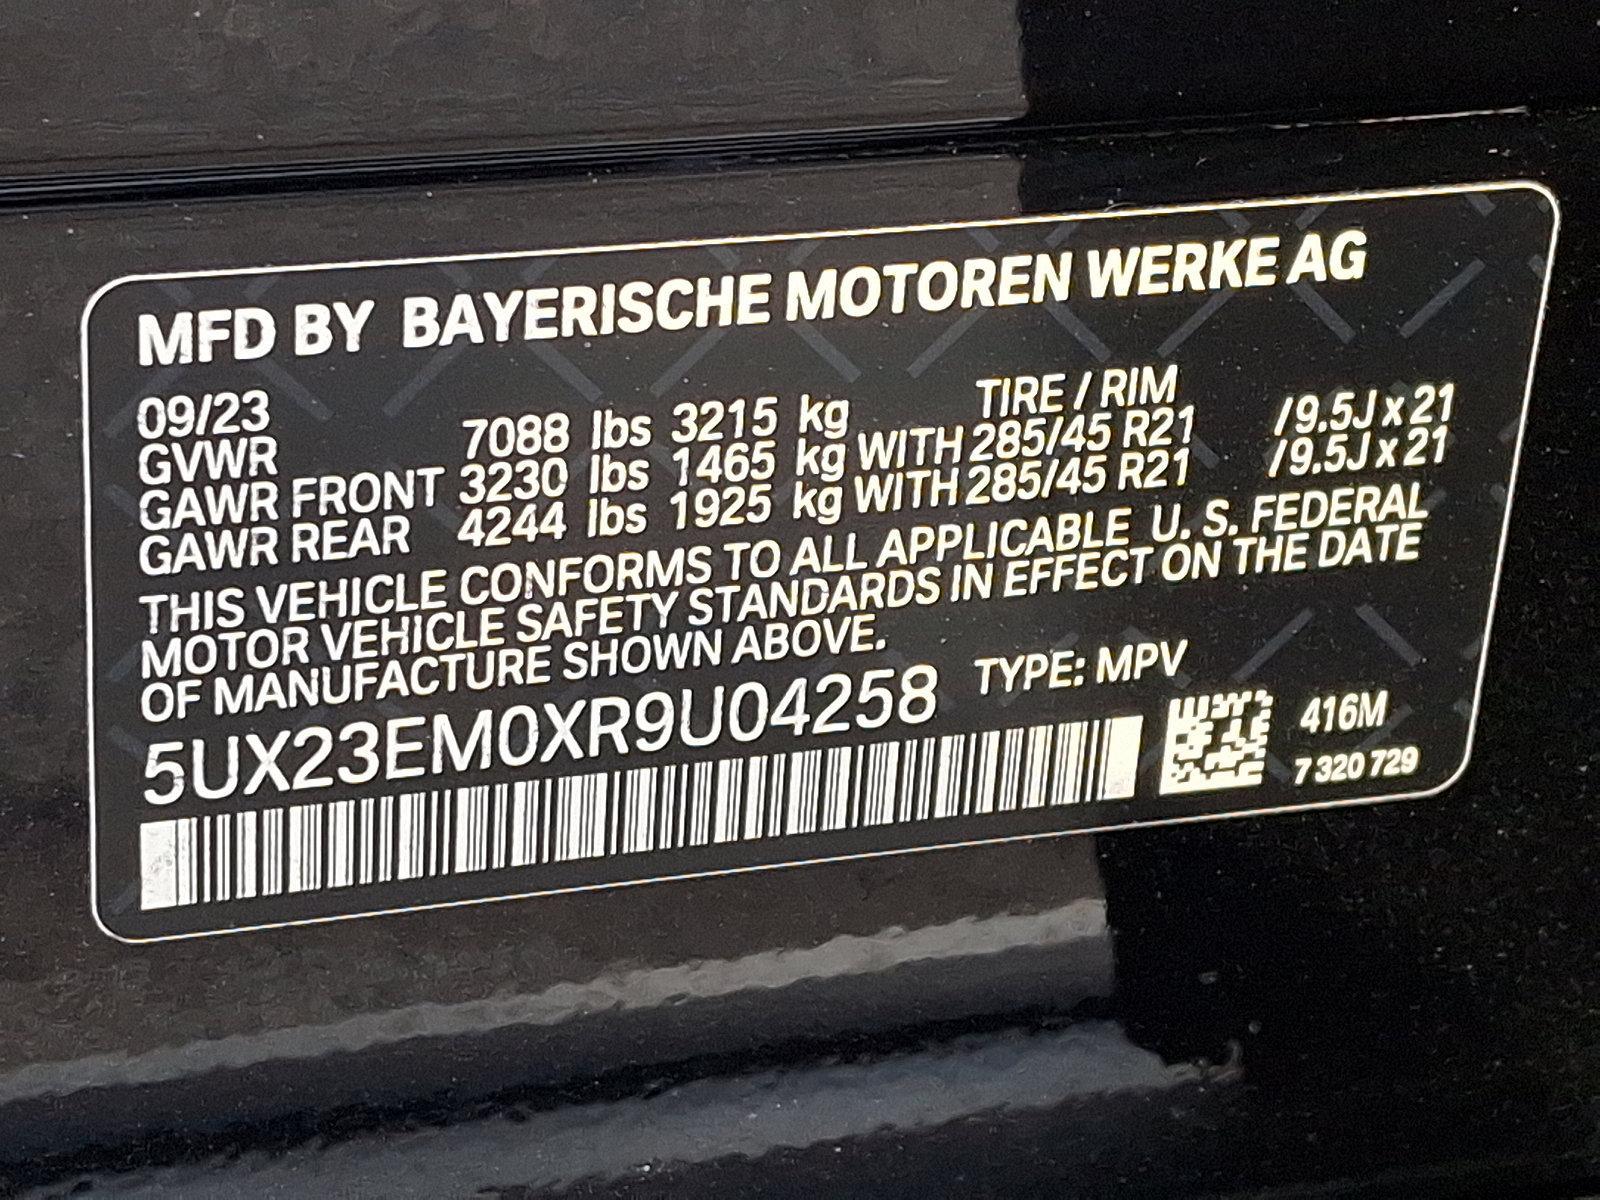 MFD BY BAYERISCHE MOTOREN WERKE AG
09/23 TIRE / RIM
GVWR 7088 lbs 3215 kg
GAWR FRONT 3230 lbs 1465 kg WITH 285/45 R21 /9.5J x 21
GAWR REAR 4244 lbs 1925 kg WITH 285/45 R21 /9.5J x 21
THIS VEHICLE CONFORMS TO ALL APPLICABLE U. S. FEDERAL
MOTOR VEHICLE SAFETY STANDARDS IN EFFECT ON THE DATE
OF MANUFACTURE SHOWN ABOVE.
5UX23EM0XR9U04258 TYPE: MPV
416M
7 320 729